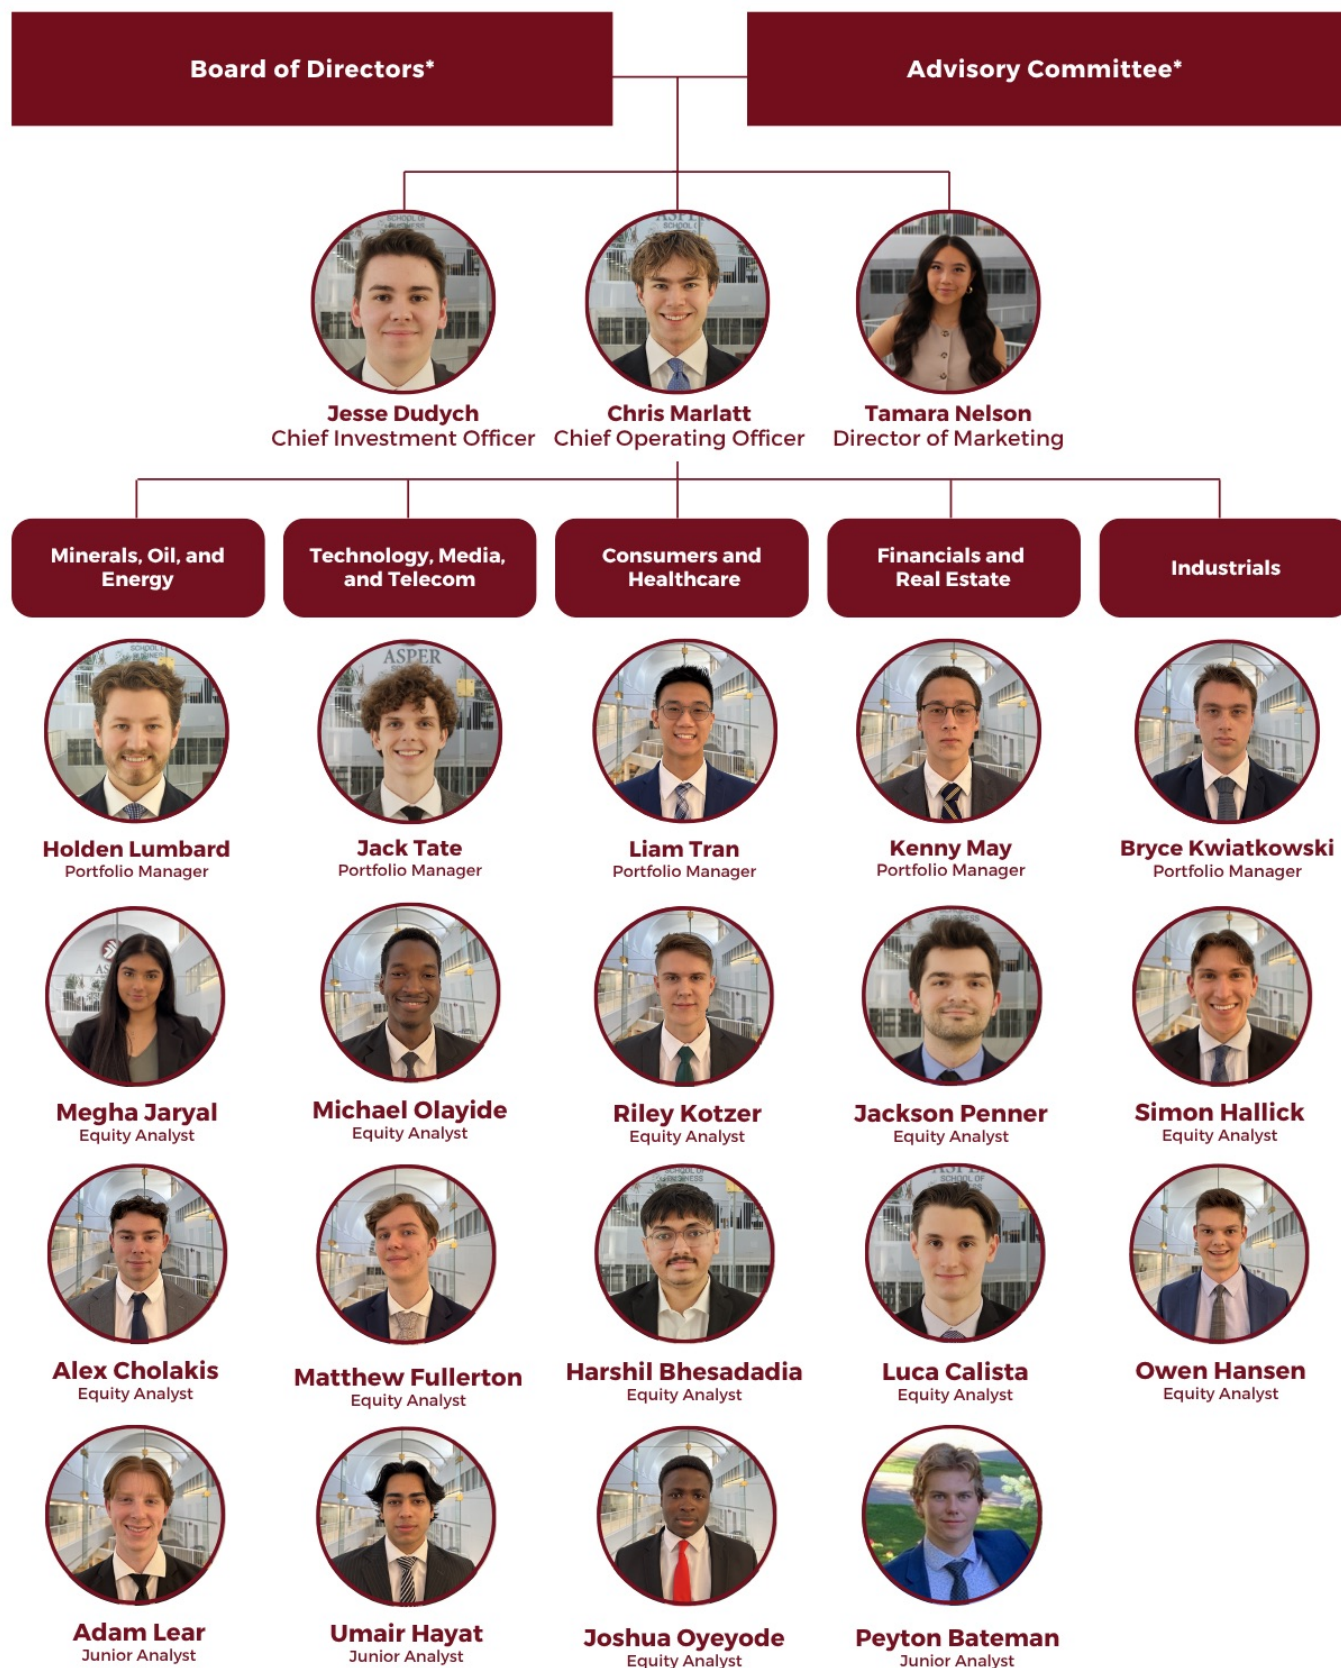 Board of Directors*
Advisory Committee*
Jesse Dudych
Chief Investment Officer
Chris Marlatt
Chief Operating Officer
Tamara Nelson
Director of Marketing
Minerals, Oil, and
Energy
Technology, Media,
and Telecom
Consumers and
Healthcare
Financials and
Real Estate
Industrials
Holden Lumbard
Portfolio Manager
Jack Tate
Portfolio Manager
Liam Tran
Portfolio Manager
Kenny May
Portfolio Manager
Bryce Kwiatkowski
Portfolio Manager
Megha Jaryal
Equity Analyst
Michael Olayide
Equity Analyst
Riley Kotzer
Equity Analyst
Jackson Penner
Equity Analyst
Simon Hallick
Equity Analyst
Alex Cholakis
Equity Analyst
Matthew Fullerton
Equity Analyst
Harshil Bhesadadia
Equity Analyst
Luca Calista
Equity Analyst
Owen Hansen
Equity Analyst
Adam Lear
Junior Analyst
Umair Hayat
Junior Analyst
Joshua Oyeyode
Equity Analyst
Peyton Bateman
Junior Analyst
ASPER
SCHOOL OF